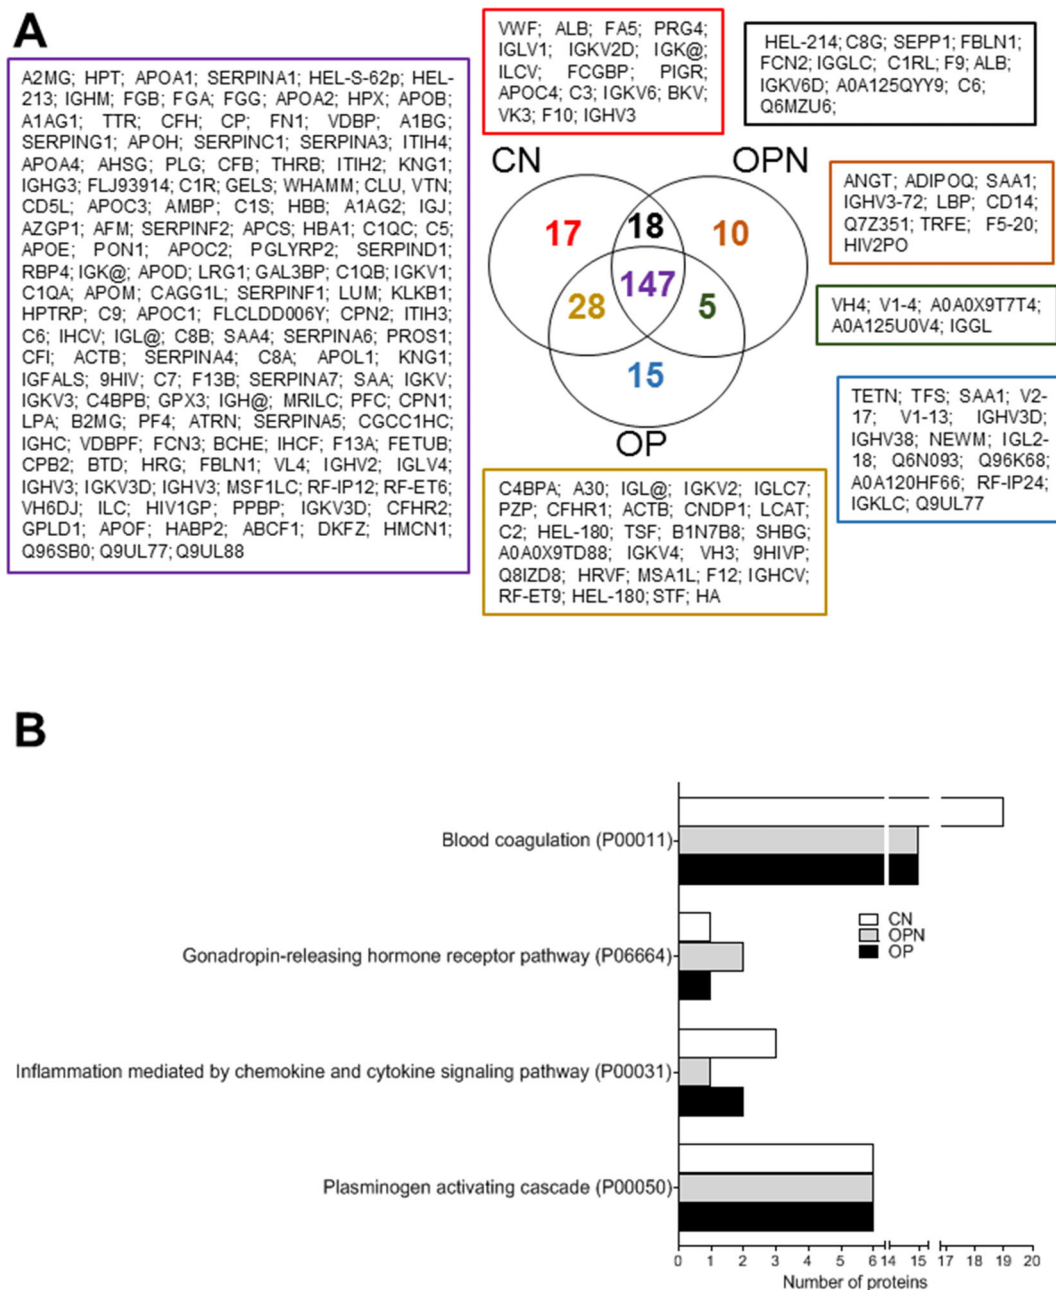 A
A2MG; HPT; APOA1; SERPINA1; HEL-S-62p; HEL-
213; IGHM; FGB; FGA; FGG; APOA2; HPX; APOB;
A1AG1; TTR; CFH; CP; FN1; VDBP; A1BG;
SERPING1; APOH; SERPINC1; SERPINA3; ITIH4;
APOA4; AHSG; PLG; CFB; THRB; ITIH2; KNG1;
IGHG3; FLJ93914; C1R; GELS; WHAMM; CLU, VTN;
CD5L; APOC3; AMBP; C1S; HBB; A1AG2; IGJ;
AZGP1; AFM; SERPINF2; APCS; HBA1; C1QC; C5;
APOE; PON1; APOC2; PGLYRP2; SERPIND1;
RBP4; IGK@; APOD; LRG1; GAL3BP; C1QB; IGKV1;
C1QA; APOM; CAGG1L; SERPINF1; LUM; KLKB1;
HPTRP; C9; APOC1; FLCLDD006Y; CPN2; ITIH3;
C6; IHCV; IGL@; C8B; SAA4; SERPINA6; PROS1;
CFI; ACTB; SERPINA4; C8A; APOL1; KNG1;
IGFALS; 9HIV; C7; F13B; SERPINA7; SAA; IGKV;
IGKV3; C4BPB; GPX3; IGH@; MRILC; PFC; CPN1;
LPA; B2MG; PF4; ATRN; SERPINA5; CGCC1HC;
IGHC; VDBPF; FCN3; BCHE; IHCF; F13A; FETUB;
CPB2; BTD; HRG; FBLN1; VL4; IGHV2; IGLV4;
IGHV3; IGKV3D; IGHV3; MSF1LC; RF-IP12; RF-ET6;
VH6DJ; ILC; HIV1GP; PPBP; IGKV3D; CFHR2;
GPLD1; APOF; HABP2; ABCF1; DKFZ; HMCN1;
Q96SB0; Q9UL77; Q9UL88
VWF; ALB; FA5; PRG4;
IGLV1; IGKV2D; IGK@;
ILCV; FCGBP; PIGR;
APOC4; C3; IGKV6; BKV;
VK3; F10; IGHV3
HEL-214; C8G; SEPP1; FBLN1;
FCN2; IGGLC; C1RL; F9; ALB;
IGKV6D; A0A125QYY9; C6;
Q6MZU6;
CN
OPN
17
18
10
147
28
5
15
OP
ANGT; ADIPOQ; SAA1;
IGHV3-72; LBP; CD14;
Q7Z351; TRFE; F5-20;
HIV2PO
VH4; V1-4; A0A0X9T7T4;
A0A125U0V4; IGGL
TETN; TFS; SAA1; V2-
17; V1-13; IGHV3D;
IGHV38; NEWM; IGL2-
18; Q6N093; Q96K68;
A0A120HF66; RF-IP24;
IGKLC; Q9UL77
C4BPA; A30; IGL@; IGKV2; IGLC7;
PZP; CFHR1; ACTB; CNDP1; LCAT;
C2; HEL-180; TSF; B1N7B8; SHBG;
A0A0X9TD88; IGKV4; VH3; 9HIVP;
Q8IZD8; HRVF; MSA1L; F12; IGHCV;
RF-ET9; HEL-180; STF; HA
B
Blood coagulation (P00011)
Gonadropin-releasing hormone receptor pathway (P06664)
Inflammation mediated by chemokine and cytokine signaling pathway (P00031)
Plasminogen activating cascade (P00050)
CN
OPN
OP
0 1 2 3 4 5 6 14 15 17 18 19 20
Number of proteins